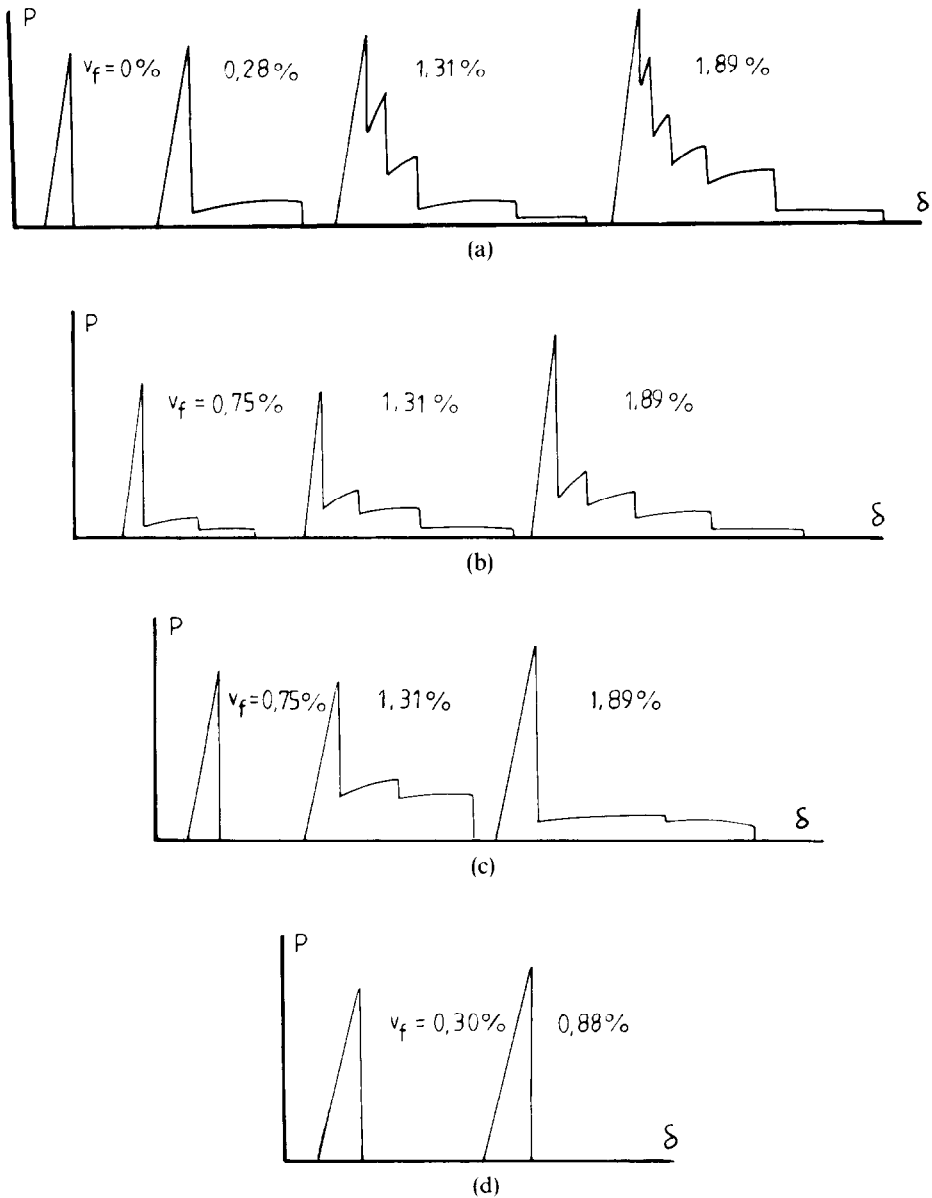 P
v_f = 0% 0,28% 1,31% 1,89%
δ
(a)
P
v_f = 0,75% 1,31% 1,89%
δ
(b)
P
v_f=0,75% 1,31% 1,89%
δ
(c)
P
v_f = 0,30% 0,88%
δ
(d)